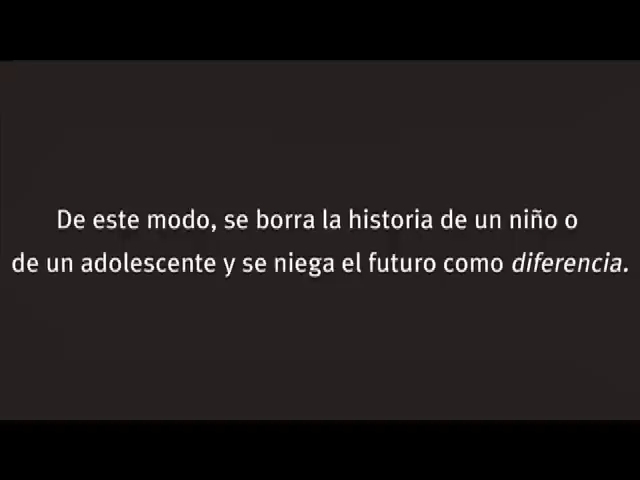 De este modo, se borra la historia de un niño o
de un adolescente y se niega el futuro como diferencia.